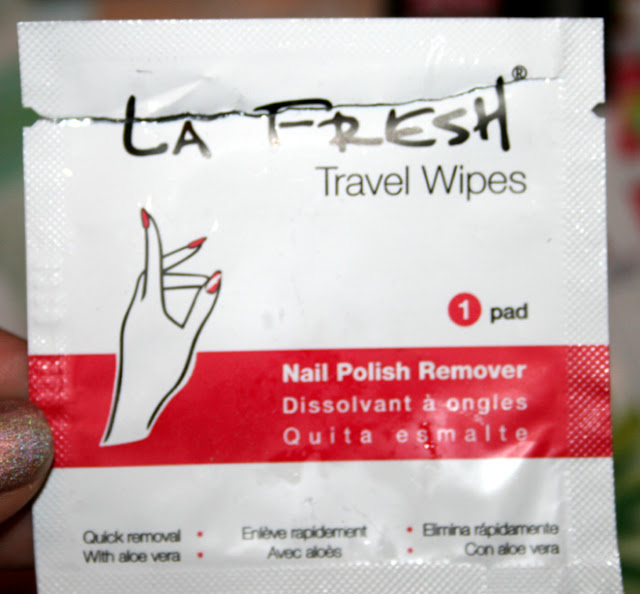 LA FRESH®
Travel Wipes
1 pad
Nail Polish Remover
Dissolvant à ongles
Quita esmalte
Quick removal • Enlève rapidement • Elimina rápidamente
With aloe vera • Avec aloès • Con aloe vera